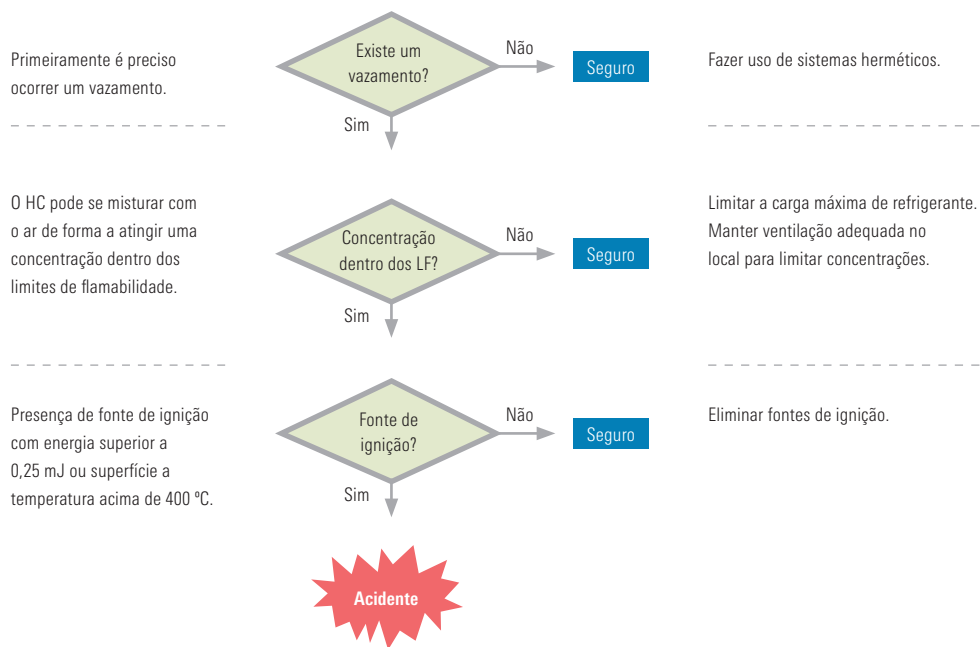 Primeiramente é preciso
ocorrer um vazamento.
Existe um
vazamento?
Não
Seguro
Fazer uso de sistemas herméticos.
Sim
O HC pode se misturar com
o ar de forma a atingir uma
concentração dentro dos
limites de flamabilidade.
Concentração
dentro dos LF?
Não
Seguro
Limitar a carga máxima de refrigerante.
Manter ventilação adequada no
local para limitar concentrações.
Sim
Presença de fonte de ignição
com energia superior a
0,25 mJ ou superfície a
temperatura acima de 400 ºC.
Fonte de
ignição?
Não
Seguro
Eliminar fontes de ignição.
Sim
Acidente